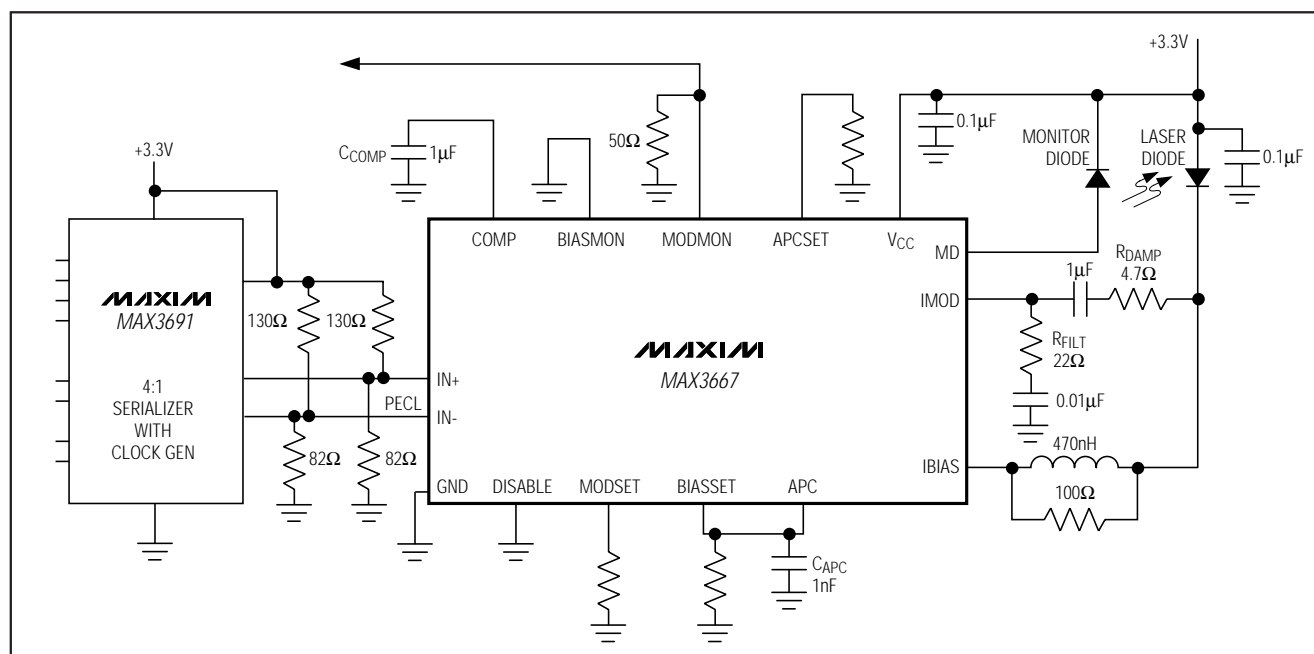 +3.3V
0.1μF
MONITOR
DIODE
LASER
DIODE
0.1μF
50Ω
CCOMP
1μF
+3.3V
COMP
BIASMON
MODMON
APCSET
VCC
MD
RDAMP
4.7Ω
1μF
IMOD
RFILT
22Ω
0.01μF
MAXIM
MAX3691
4:1
SERIALIZER
WITH
CLOCK GEN
130Ω
130Ω
MAXIM
MAX3667
IN+
PECL
IN-
82Ω
82Ω
470nH
IBIAS
100Ω
GND
DISABLE
MODSET
BIASSET
APC
CAPC
1nF